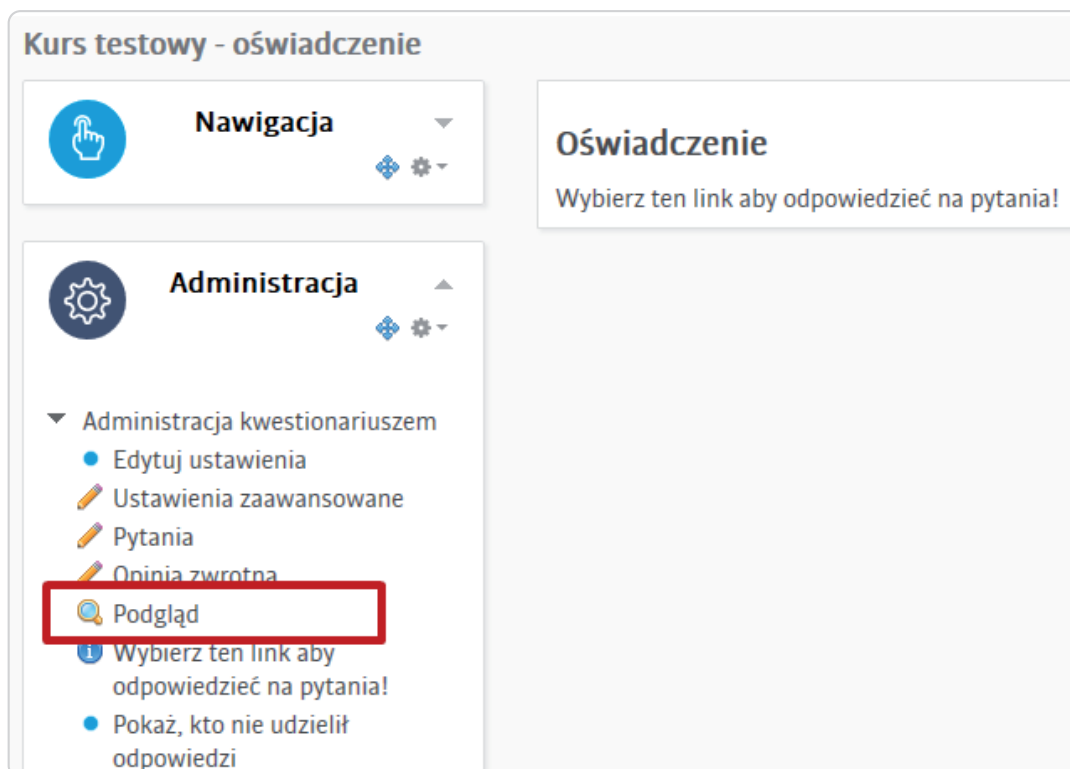 Kurs testowy - oświadczenie
Nawigacja
Administracja
Administracja kwestionariuszem
Edytuj ustawienia
Ustawienia zaawansowane
Pytania
Opinia zwrotna
Podgląd
Wybierz ten link aby
odpowiedzieć na pytania!
Pokaż, kto nie udzielił
odpowiedzi
Oświadczenie
Wybierz ten link aby odpowiedzieć na pytania!